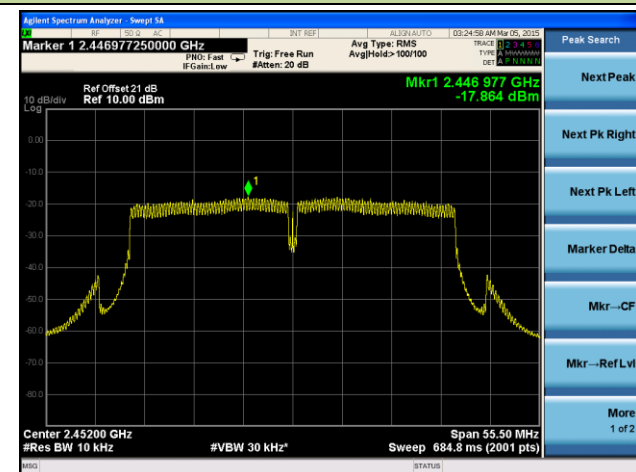 Agilent Spectrum Analyzer - Swept SA
RF 50 Ω AC INT REF ALIGN AUTO 03:24:58 AM Mar 05, 2015
Marker 1 2.446977250000 GHz
PNO: Fast
IFGain:Low
Trig: Free Run
#Atten: 20 dB
Avg Type: RMS
Avg|Hold:>100/100
TRACE 1 2 3 4 5 6
TYPE
DET A P N N N N
Peak Search
Ref Offset 21 dB
10 dB/div Ref 10.00 dBm
Log
Mkr1 2.446 977 GHz
-17.864 dBm
0.00
-10.0
-20.0
-30.0
-40.0
-50.0
-60.0
-70.0
-80.0
1
Center 2.45200 GHz
#Res BW 10 kHz
#VBW 30 kHz*
Span 55.50 MHz
Sweep 684.8 ms (2001 pts)
MSG
STATUS
Next Peak
Next Pk Right
Next Pk Left
Marker Delta
Mkr→CF
Mkr→Ref Lvl
More
1 of 2